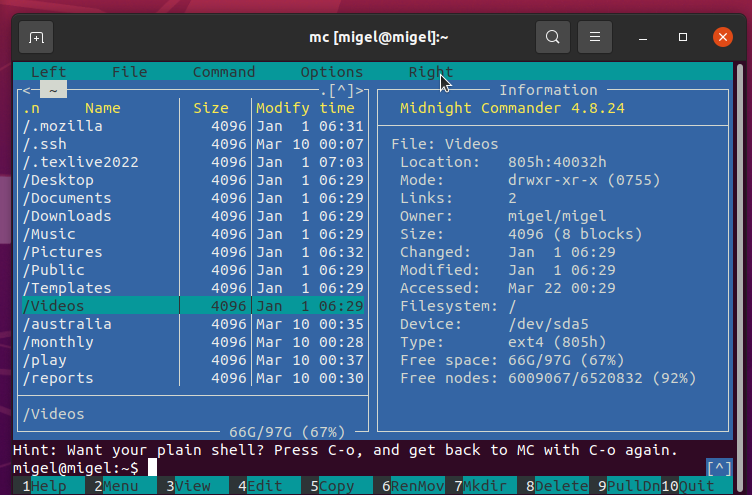 mc [migel@migel]:~
Left File Command Options Right
<─ ~ .[^]> Information
.n Name Size Modify time Midnight Commander 4.8.24
/.mozilla 4096 Jan 1 06:31
/.ssh 4096 Mar 10 00:07 File: Videos
/.texlive2022 4096 Jan 1 07:03 Location: 805h:40032h
/Desktop 4096 Jan 1 06:29 Mode: drwxr-xr-x (0755)
/Documents 4096 Jan 1 06:29 Links: 2
/Downloads 4096 Jan 1 06:29 Owner: migel/migel
/Music 4096 Jan 1 06:29 Size: 4096 (8 blocks)
/Pictures 4096 Jan 1 06:32 Changed: Jan 1 06:29
/Public 4096 Jan 1 06:29 Modified: Jan 1 06:29
/Templates 4096 Jan 1 06:29 Accessed: Mar 22 00:29
/Videos 4096 Jan 1 06:29 Filesystem: /
/australia 4096 Mar 10 00:35 Device: /dev/sda5
/monthly 4096 Mar 10 00:28 Type: ext4 (805h)
/play 4096 Mar 10 00:37 Free space: 66G/97G (67%)
/reports 4096 Mar 10 00:30 Free nodes: 6009067/6520832 (92%)
/Videos
66G/97G (67%)
Hint: Want your plain shell? Press C-o, and get back to MC with C-o again.
migel@migel:~$ [^]
1Help 2Menu 3View 4Edit 5Copy 6RenMov 7Mkdir 8Delete 9PullDn 10Quit